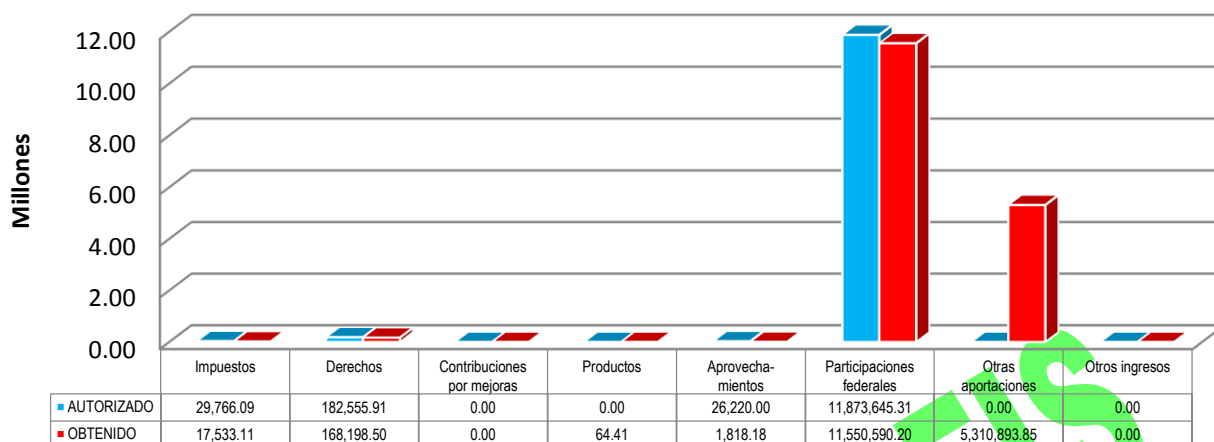 Millones
12.00
10.00
8.00
6.00
4.00
2.00
0.00
Impuestos Derechos Contribuciones por mejoras Productos Aprovecha-mientos Participaciones federales Otras aportaciones Otros ingresos
AUTORIZADO 29,766.09 182,555.91 0.00 0.00 26,220.00 11,873,645.31 0.00 0.00
OBTENIDO 17,533.11 168,198.50 0.00 64.41 1,818.18 11,550,590.20 5,310,893.85 0.00